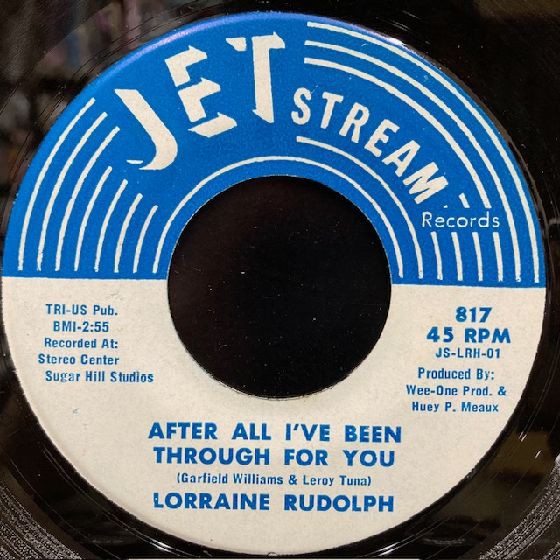 JET STREAM
Records
TRI-US Pub.
BMI-2:55
Recorded At:
Stereo Center
Sugar Hill Studios
817
45 RPM
JS-LRH-01
Produced By:
Wee-One Prod. &
Huey P. Meaux
AFTER ALL I'VE BEEN
THROUGH FOR YOU
(Garfield Williams & Leroy Tuna)
LORRAINE RUDOLPH